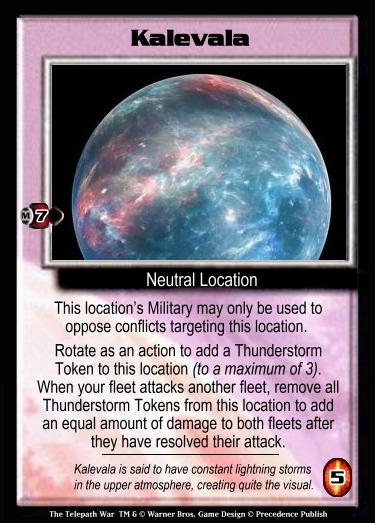 Kalevala
M 7
Neutral Location
This location's Military may only be used to
oppose conflicts targeting this location.
Rotate as an action to add a Thunderstorm
Token to this location (to a maximum of 3).
When your fleet attacks another fleet, remove all
Thunderstorm Tokens from this location to add
an equal amount of damage to both fleets after
they have resolved their attack.
Kalevala is said to have constant lightning storms
in the upper atmosphere, creating quite the visual.
5
The Telepath War TM & © Warner Bros. Game Design © Precedence Publish